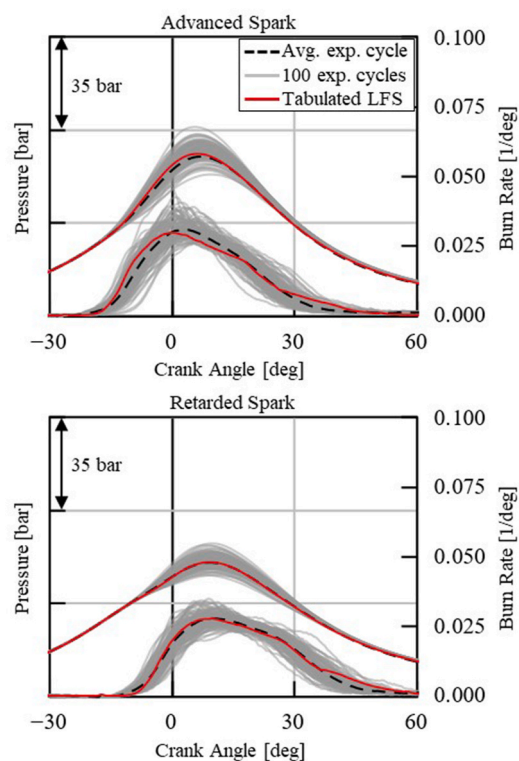 Advanced Spark
Avg. exp. cycle
100 exp. cycles
Tabulated LFS
35 bar
Pressure [bar]
0.100
0.075
0.050
0.025
0.000
Burn Rate [1/deg]
−30
0
30
60
Crank Angle [deg]
Retarded Spark
35 bar
Pressure [bar]
0.100
0.075
0.050
0.025
0.000
Burn Rate [1/deg]
−30
0
30
60
Crank Angle [deg]